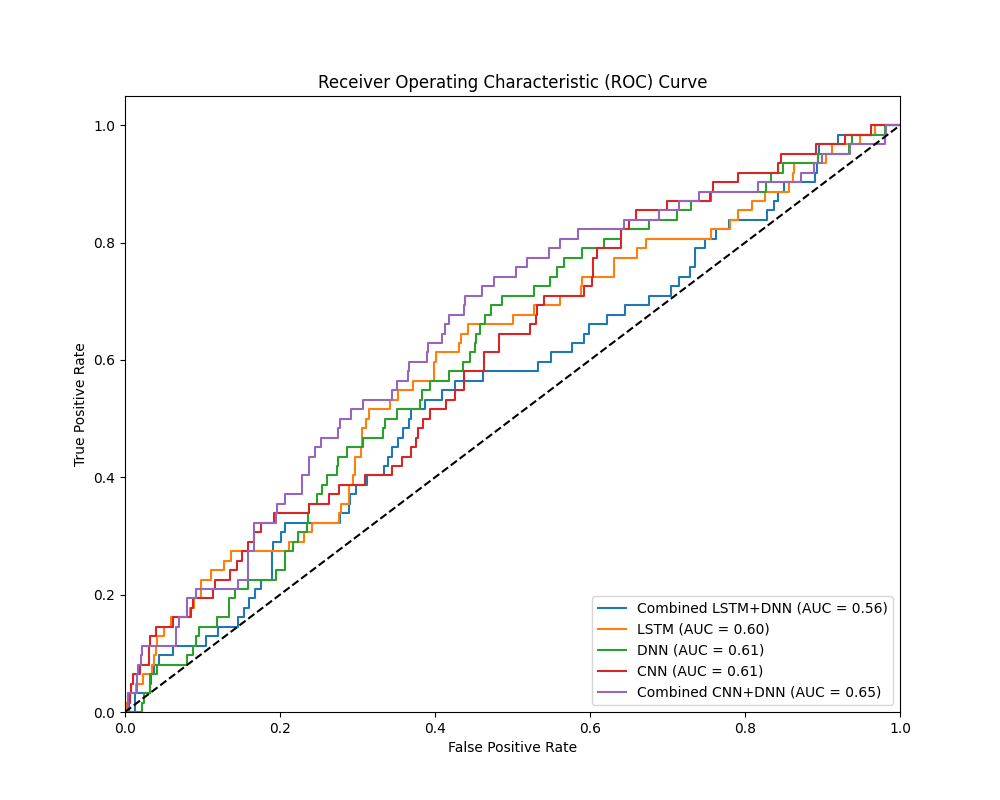 Receiver Operating Characteristic (ROC) Curve
True Positive Rate
1.0
0.8
0.6
0.4
0.2
0.0
0.0 0.2 0.4 0.6 0.8 1.0
False Positive Rate
Combined LSTM+DNN (AUC = 0.56)
LSTM (AUC = 0.60)
DNN (AUC = 0.61)
CNN (AUC = 0.61)
Combined CNN+DNN (AUC = 0.65)